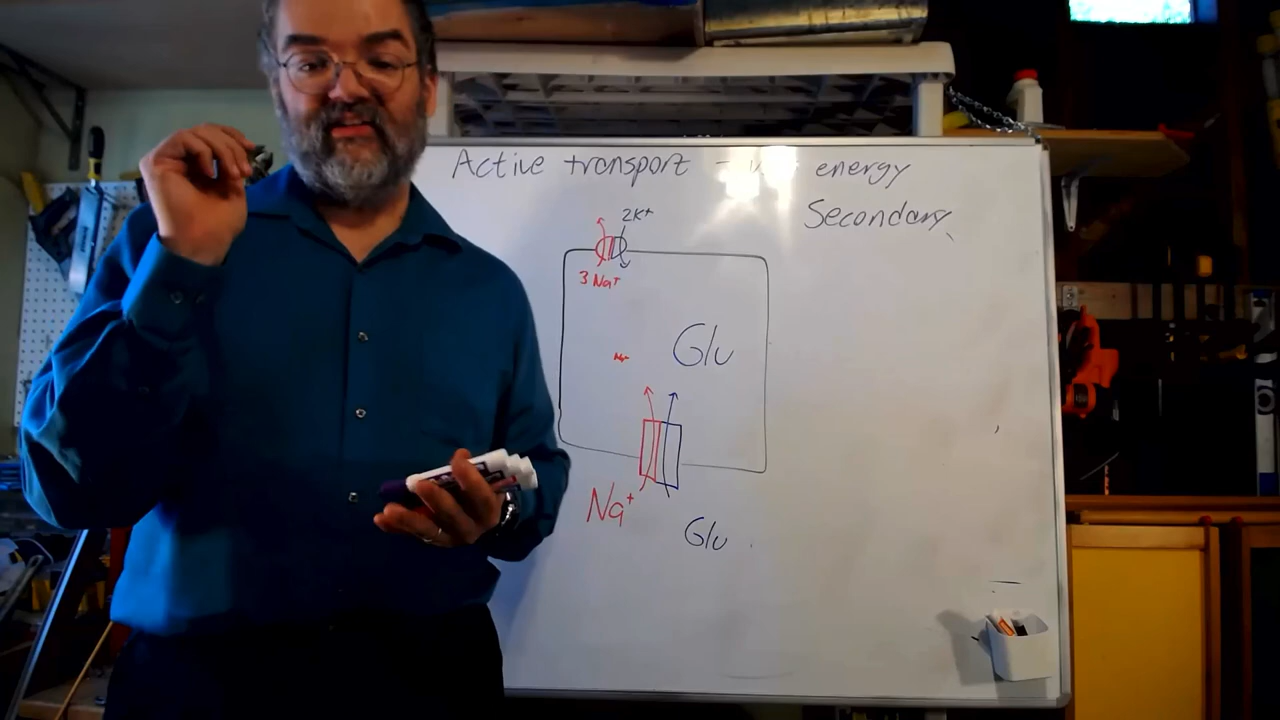 Active transport - energy
Secondary
2K+
3 Na+
Glu
Na+
Glu